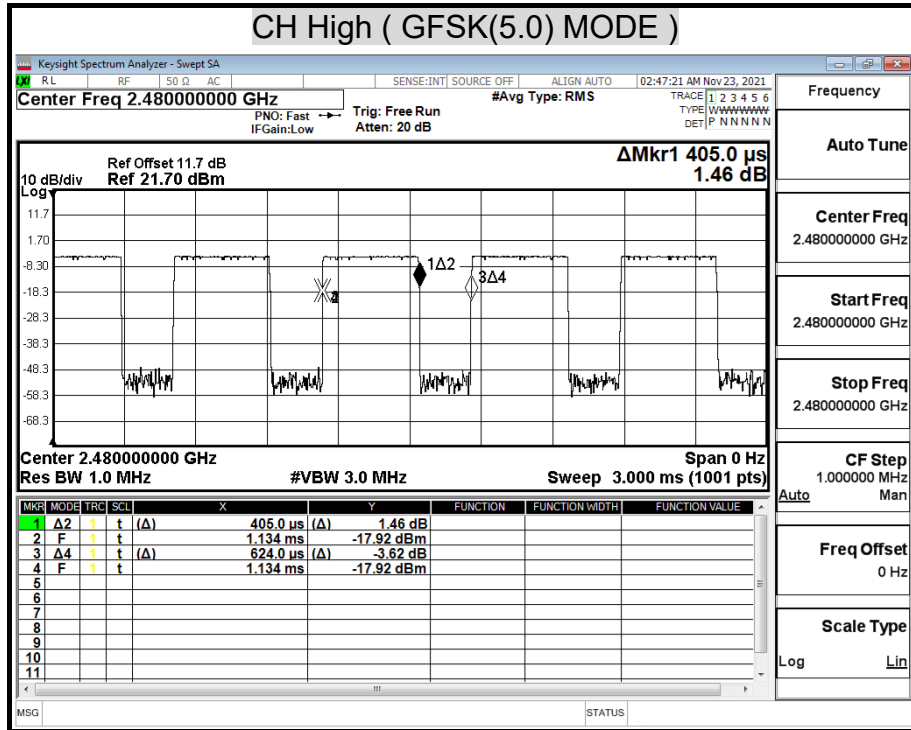 CH High ( GFSK(5.0) MODE )
Keysight Spectrum Analyzer - Swept SA
LXI RL RF 50 Ω AC SENSE:INT SOURCE OFF ALIGN AUTO 02:47:21 AM Nov 23, 2021
Center Freq 2.480000000 GHz #Avg Type: RMS TRACE 1 2 3 4 5 6
PNO: Fast Trig: Free Run TYPE WWWWWW
IFGain:Low Atten: 20 dB DET P N N N N N
Frequency
Auto Tune
Center Freq
2.480000000 GHz
Start Freq
2.480000000 GHz
Stop Freq
2.480000000 GHz
CF Step
1.000000 MHz
Auto Man
Freq Offset
0 Hz
Scale Type
Log Lin
ΔMkr1 405.0 µs
1.46 dB
Ref Offset 11.7 dB
10 dB/div Ref 21.70 dBm
Log
11.7
1.70
-8.30
-18.3
-28.3
-38.3
-48.3
-58.3
-68.3
1Δ2
3Δ4
Center 2.480000000 GHz Span 0 Hz
Res BW 1.0 MHz #VBW 3.0 MHz Sweep 3.000 ms (1001 pts)
MKR MODE TRC SCL X Y FUNCTION FUNCTION WIDTH FUNCTION VALUE
1 Δ2 1 t (Δ) 405.0 µs (Δ) 1.46 dB
2 F 1 t 1.134 ms -17.92 dBm
3 Δ4 1 t (Δ) 624.0 µs (Δ) -3.62 dB
4 F 1 t 1.134 ms -17.92 dBm
5
6
7
8
9
10
11
MSG STATUS